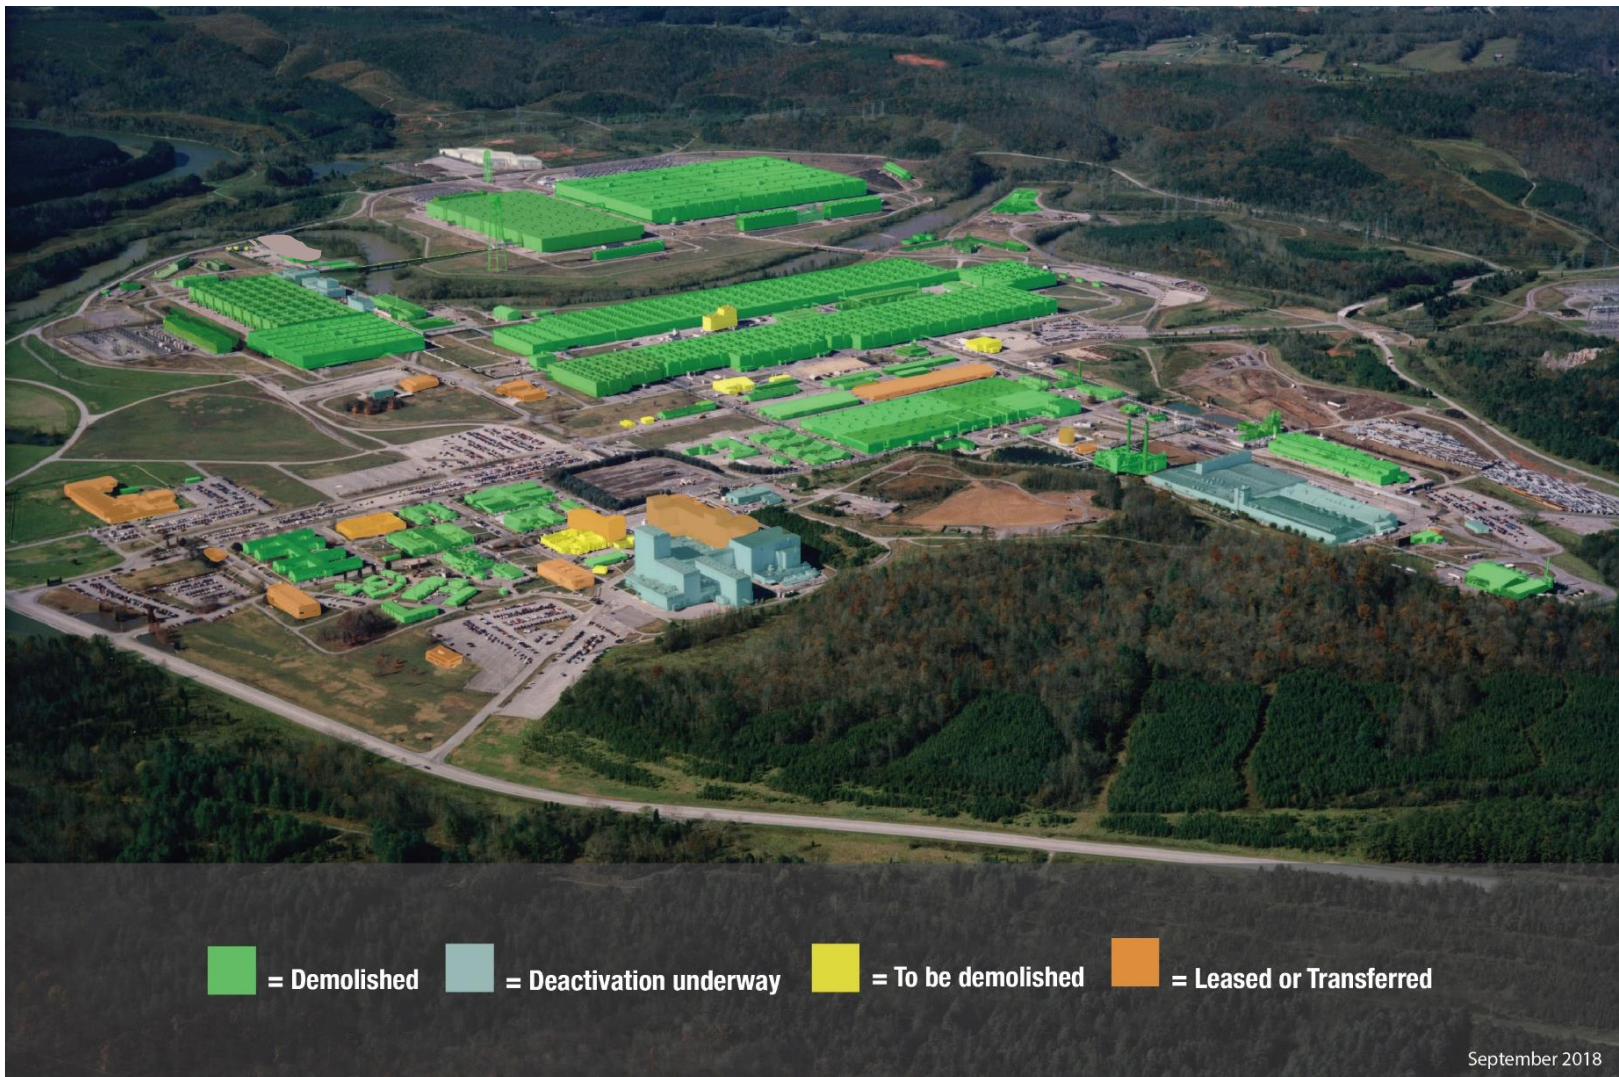 = Demolished
= Deactivation underway
= To be demolished
= Leased or Transferred
September 2018